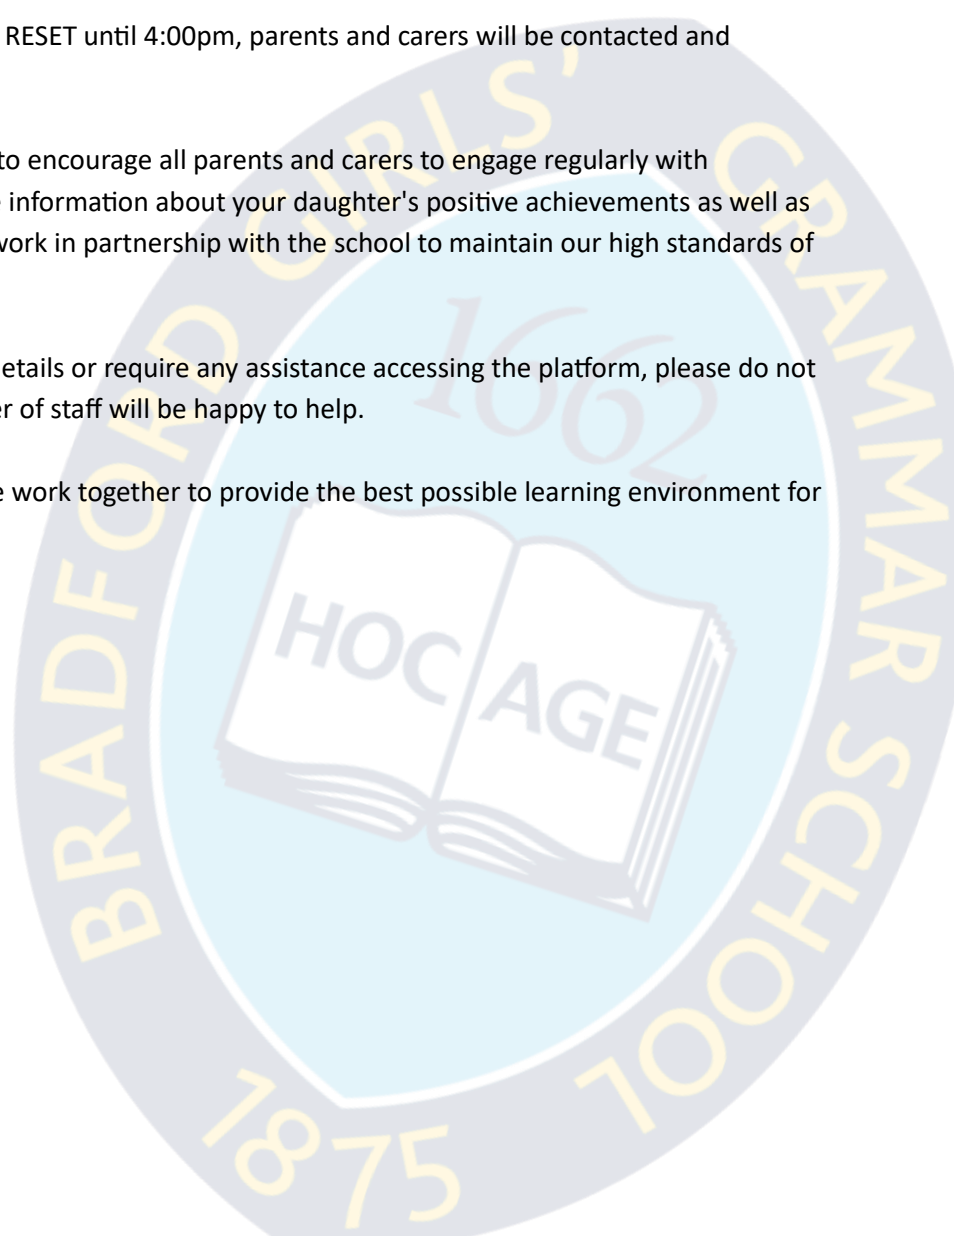 RESET until 4:00pm, parents and carers will be contacted and
to encourage all parents and carers to engage regularly with
information about your daughter's positive achievements as well as
work in partnership with the school to maintain our high standards of
etails or require any assistance accessing the platform, please do not
er of staff will be happy to help.
e work together to provide the best possible learning environment for
BRADFORD GIRLS' GRAMMAR SCHOOL
1662
HOC AGE
1875